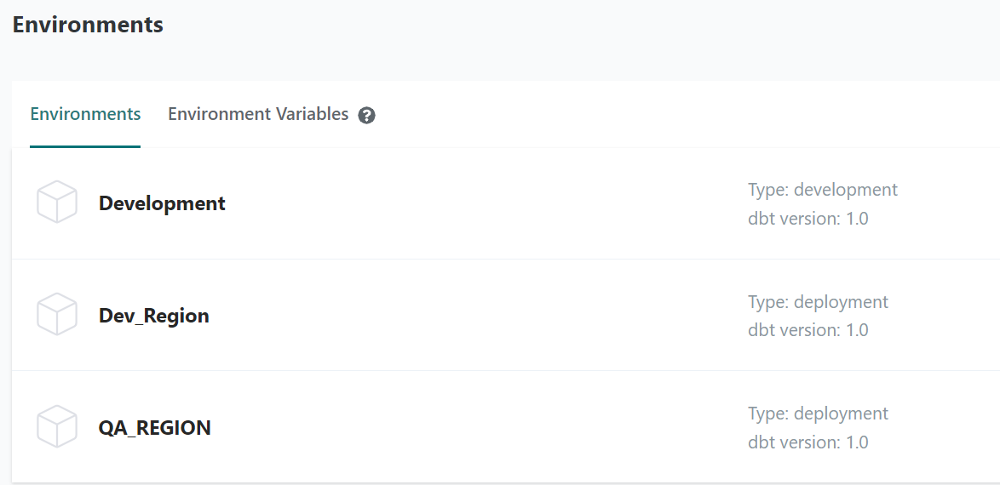 Environments
Environments Environment Variables ?
Development
Type: development
dbt version: 1.0
Dev_Region
Type: deployment
dbt version: 1.0
QA_REGION
Type: deployment
dbt version: 1.0